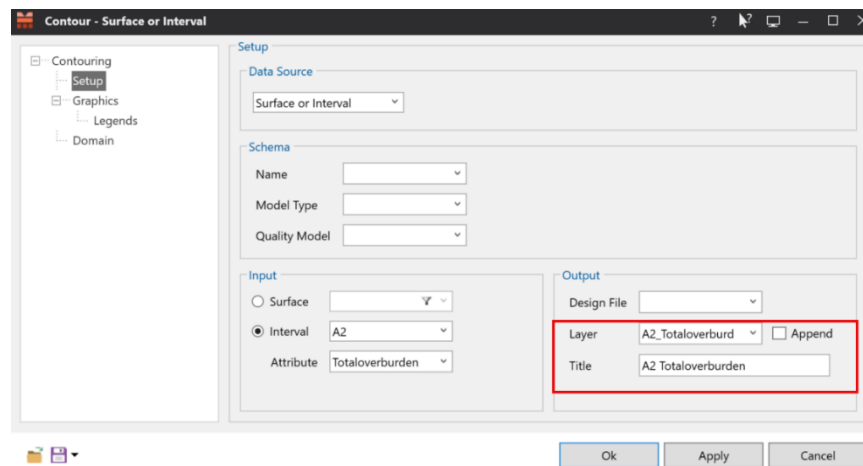 Contour - Surface or Interval
?
?
Contouring
Setup
Graphics
Legends
Domain
Setup
Data Source
Surface or Interval
Schema
Name
Model Type
Quality Model
Input
Surface
Interval A2
Attribute Totaloverburden
Output
Design File
Layer A2_Totaloverburd Append
Title A2 Totaloverburden
Ok Apply Cancel